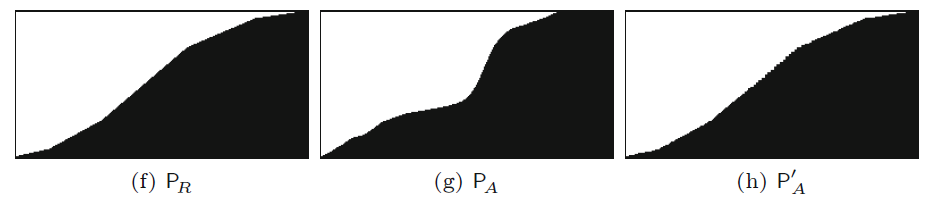 (f) P_R (g) P_A (h) P′_A